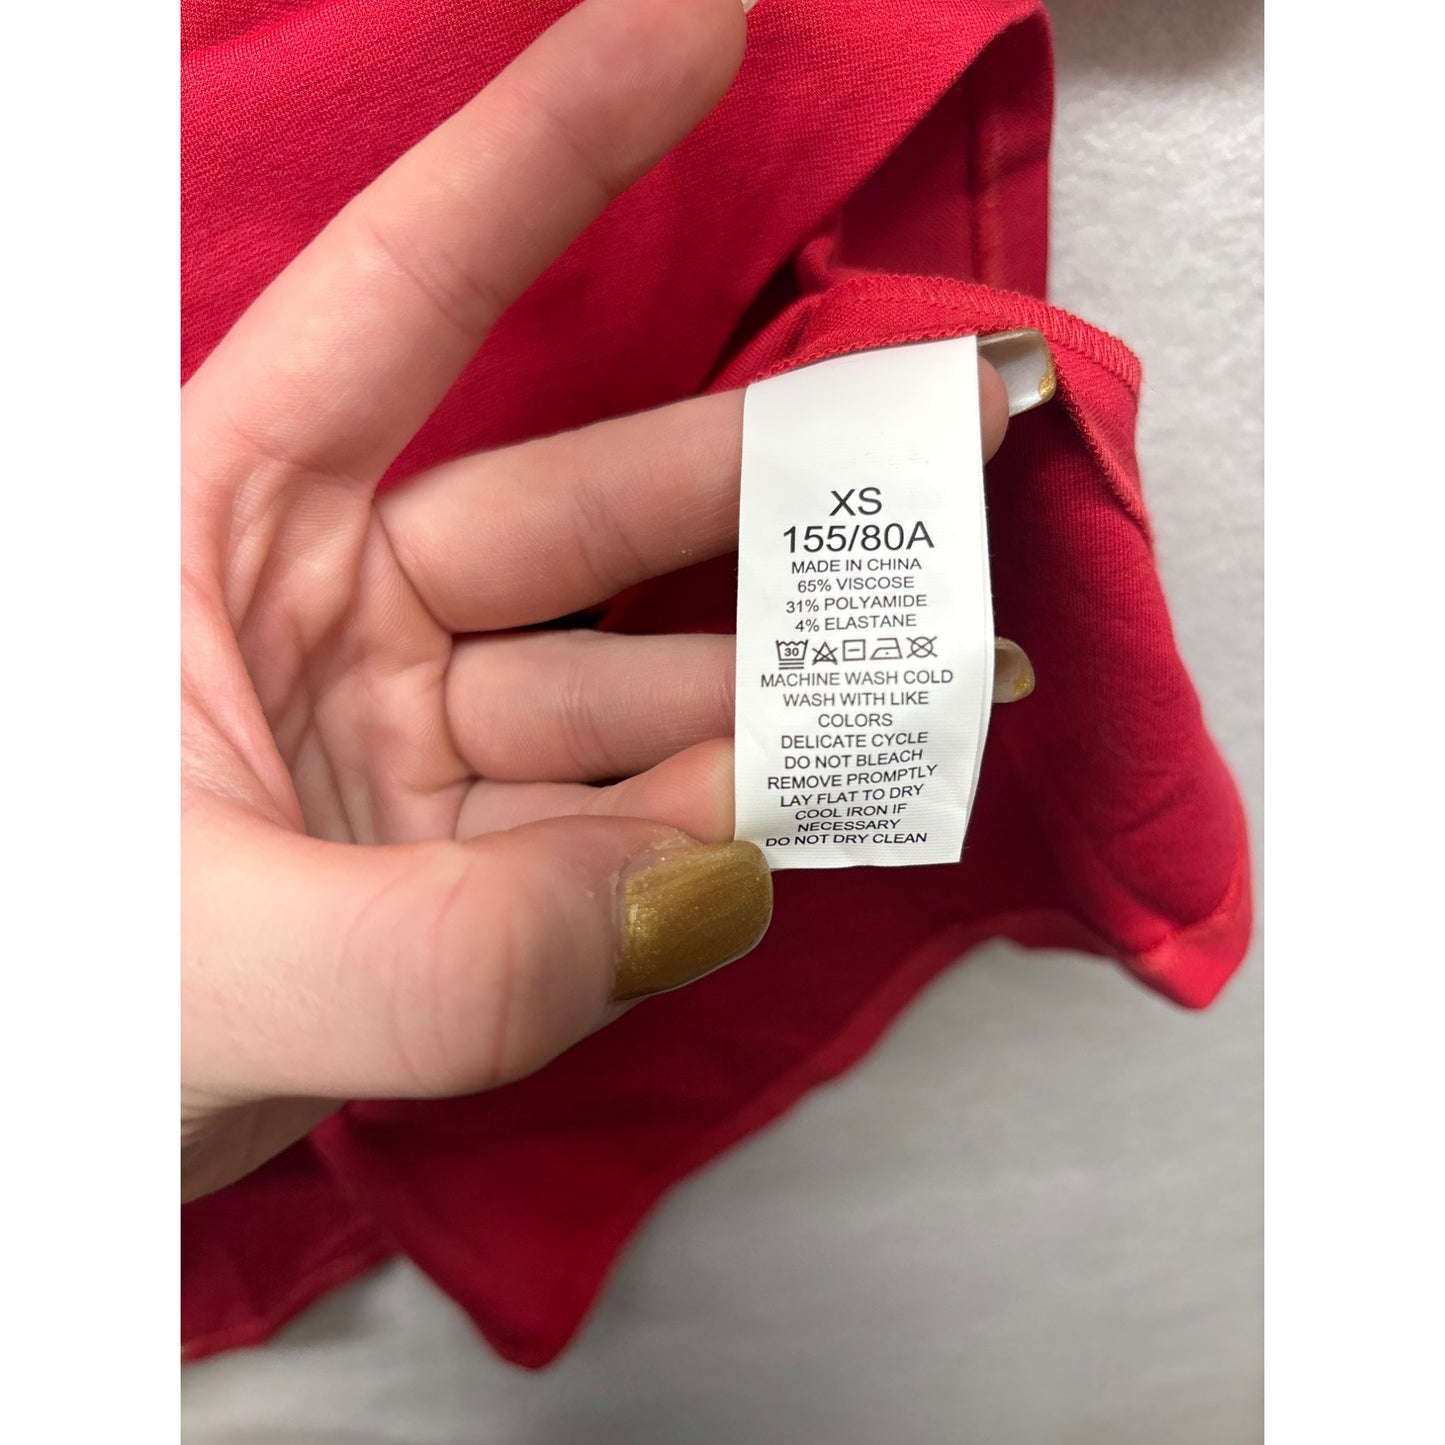 XS
155/80A
MADE IN CHINA
65% VISCOSE
31% POLYAMIDE
4% ELASTANE
30
MACHINE WASH COLD
WASH WITH LIKE
COLORS
DELICATE CYCLE
DO NOT BLEACH
REMOVE PROMPTLY
LAY FLAT TO DRY
COOL IRON IF
NECESSARY
DO NOT DRY CLEAN